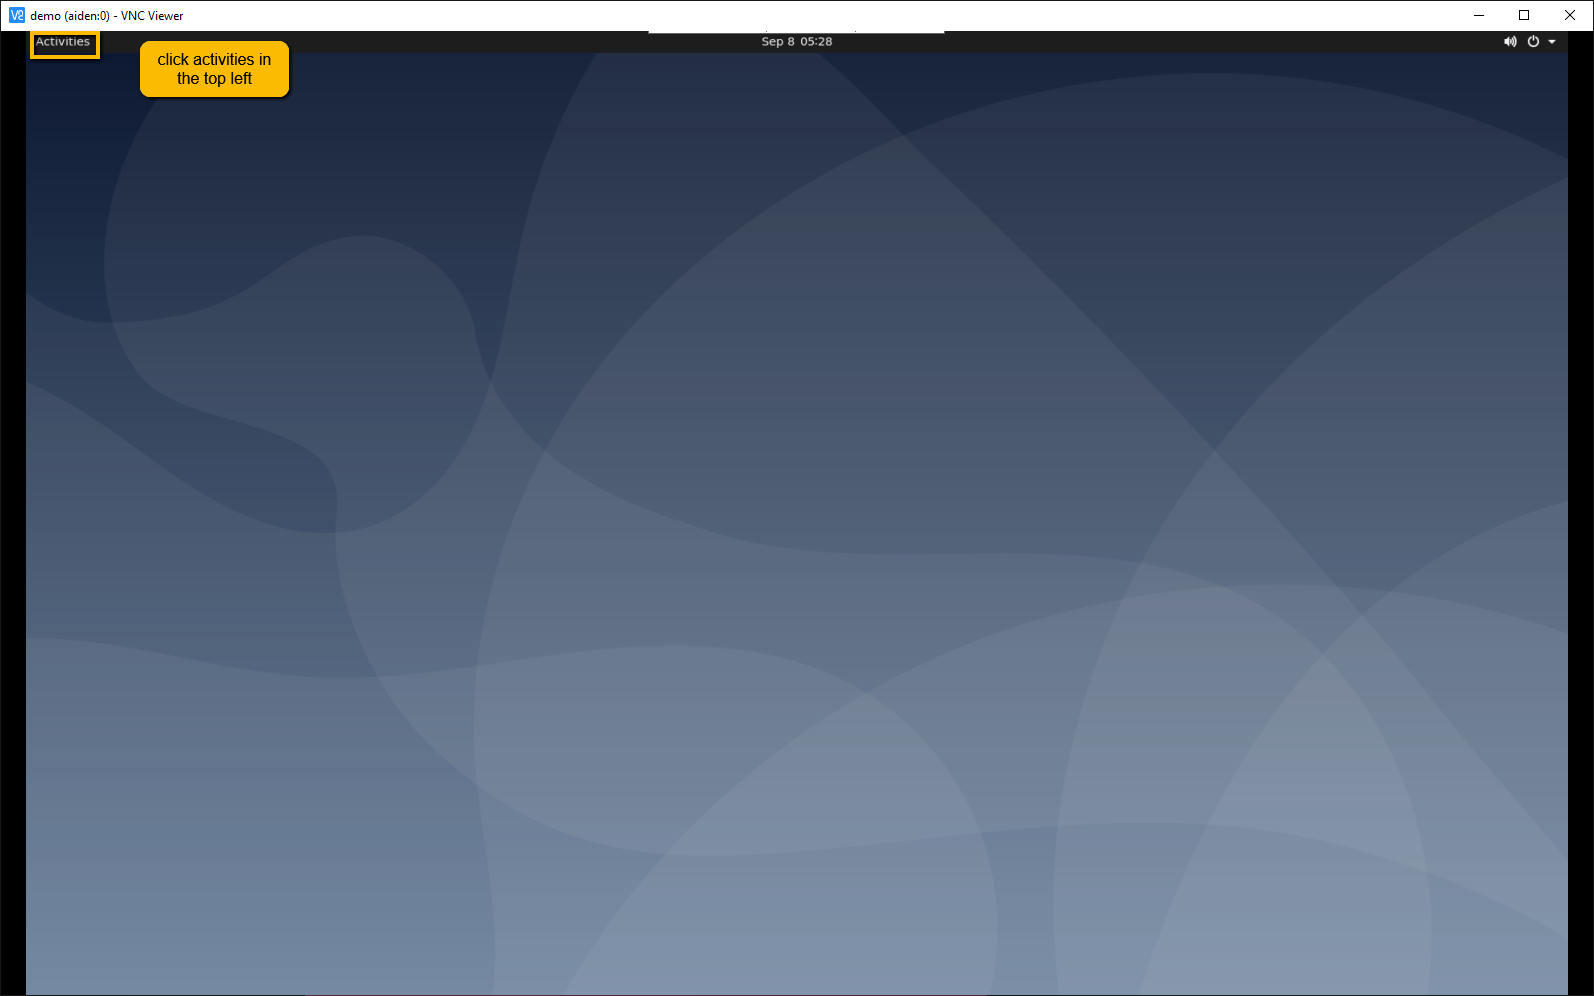 demo (aiden:0) - VNC Viewer
Activities
Sep 8 05:28
click activities in
the top left